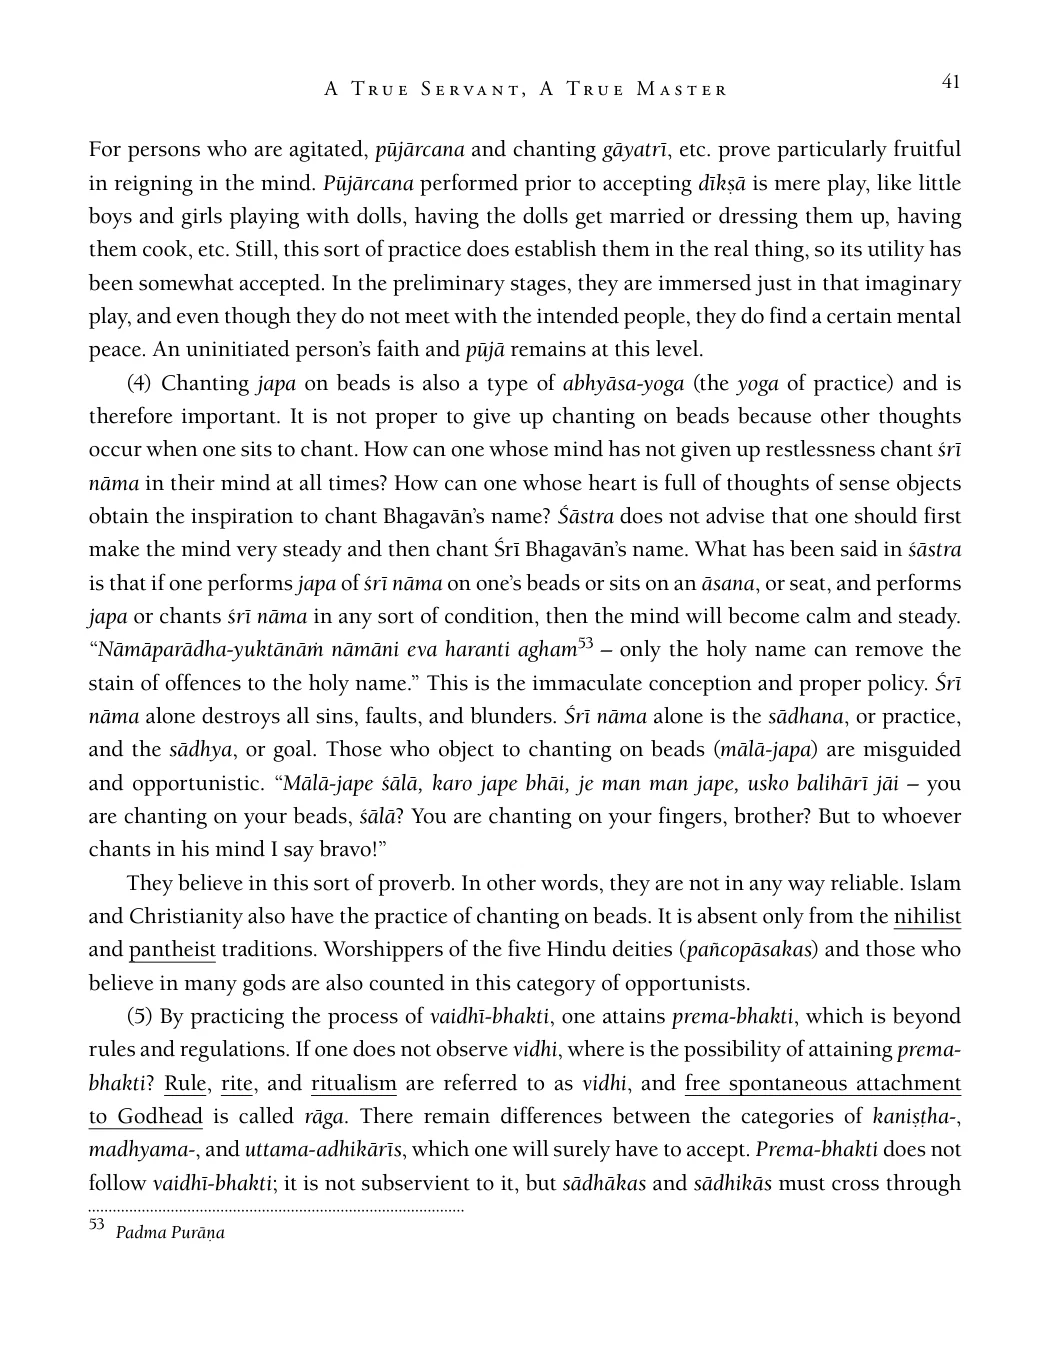 A True Servant, A True Master
41
For persons who are agitated, pūjārcana and chanting gāyatrī, etc. prove particularly fruitful
in reigning in the mind. Pūjārcana performed prior to accepting dīkṣā is mere play, like little
boys and girls playing with dolls, having the dolls get married or dressing them up, having
them cook, etc. Still, this sort of practice does establish them in the real thing, so its utility has
been somewhat accepted. In the preliminary stages, they are immersed just in that imaginary
play, and even though they do not meet with the intended people, they do find a certain mental
peace. An uninitiated person’s faith and pūjā remains at this level.
(4) Chanting japa on beads is also a type of abhyāsa-yoga (the yoga of practice) and is
therefore important. It is not proper to give up chanting on beads because other thoughts
occur when one sits to chant. How can one whose mind has not given up restlessness chant śrī
nāma in their mind at all times? How can one whose heart is full of thoughts of sense objects
obtain the inspiration to chant Bhagavān’s name? Śāstra does not advise that one should first
make the mind very steady and then chant Śrī Bhagavān’s name. What has been said in śāstra
is that if one performs japa of śrī nāma on one’s beads or sits on an āsana, or seat, and performs
japa or chants śrī nāma in any sort of condition, then the mind will become calm and steady.
“Nāmāparādha-yuktānāṁ nāmāni eva haranti agham53 – only the holy name can remove the
stain of offences to the holy name.” This is the immaculate conception and proper policy. Śrī
nāma alone destroys all sins, faults, and blunders. Śrī nāma alone is the sādhana, or practice,
and the sādhya, or goal. Those who object to chanting on beads (mālā-japa) are misguided
and opportunistic. “Mālā-jape śālā, karo jape bhāi, je man man jape, usko balihārī jāi – you
are chanting on your beads, śālā? You are chanting on your fingers, brother? But to whoever
chants in his mind I say bravo!”
They believe in this sort of proverb. In other words, they are not in any way reliable. Islam
and Christianity also have the practice of chanting on beads. It is absent only from the nihilist
and pantheist traditions. Worshippers of the five Hindu deities (pañcopāsakas) and those who
believe in many gods are also counted in this category of opportunists.
(5) By practicing the process of vaidhī-bhakti, one attains prema-bhakti, which is beyond
rules and regulations. If one does not observe vidhi, where is the possibility of attaining prema-
bhakti? Rule, rite, and ritualism are referred to as vidhi, and free spontaneous attachment
to Godhead is called rāga. There remain differences between the categories of kaniṣṭha-,
madhyama-, and uttama-adhikārīs, which one will surely have to accept. Prema-bhakti does not
follow vaidhī-bhakti; it is not subservient to it, but sādhākas and sādhikās must cross through
53 Padma Purāṇa